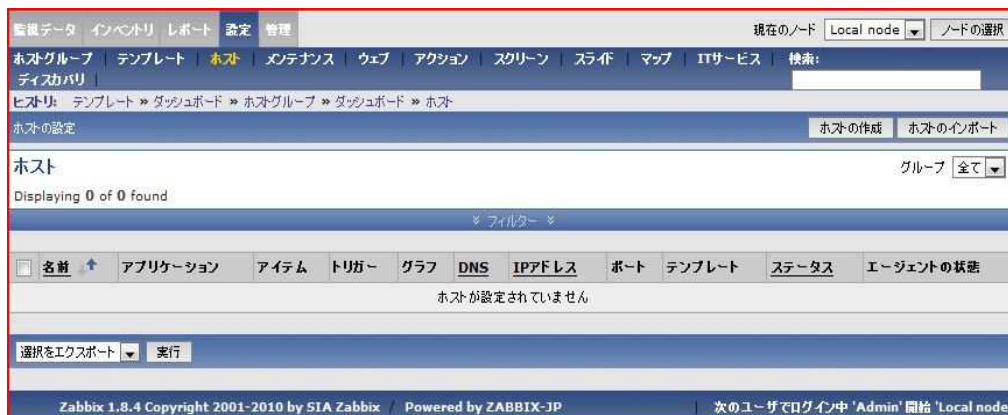 監視データ インベントリ レポート 設定 管理 現在のノード Local node ノードの選択
ホストグループ | テンプレート | ホスト | メンテナンス | ウェブ | アクション | スクリーン | スライド | マップ | ITサービス | 検索:
ディスカバリ |
ヒストリ: テンプレート » ダッシュボード » ホストグループ » ダッシュボード » ホスト
ホストの設定 ホストの作成 ホストのインポート
ホスト グループ 全て
Displaying 0 of 0 found
フィルター
名前 アプリケーション アイテム トリガー グラフ DNS IPアドレス ポート テンプレート ステータス エージェントの状態
ホストが設定されていません
選択をエクスポート 実行
Zabbix 1.8.4 Copyright 2001-2010 by SIA Zabbix / Powered by ZABBIX-JP | 次のユーザでログイン中 'Admin' 開始 'Local nod